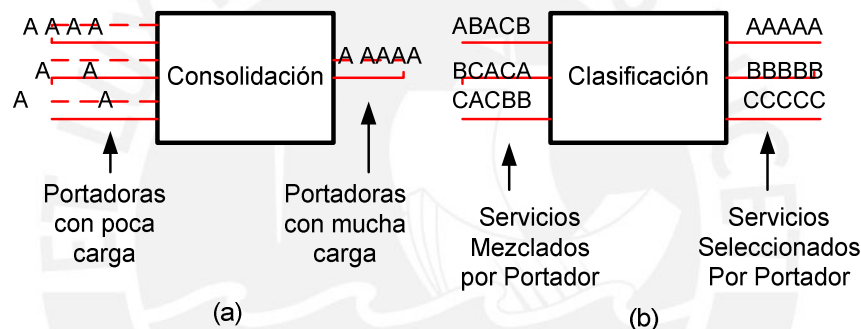 A A A A
A A
A A
Consolidación
A AAAA
Portadoras
con poca
carga
Portadoras
con mucha
carga
(a)
ABACB
BCACA
CACBB
Clasificación
AAAAA
BBBBB
CCCCC
Servicios
Mezclados
por Portador
Servicios
Seleccionados
Por Portador
(b)